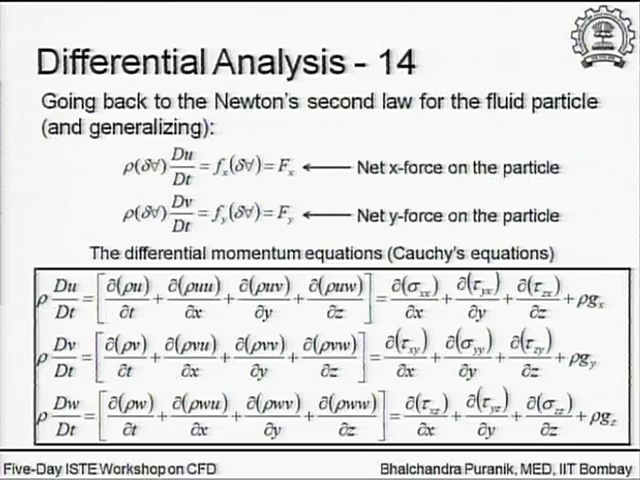 Differential Analysis - 14
Going back to the Newton's second law for the fluid particle
(and generalizing):
ρ(δ∀) Du/Dt = fₓ(δ∀) = Fₓ ← Net x-force on the particle
ρ(δ∀) Dv/Dt = f_y(δ∀) = F_y ← Net y-force on the particle
The differential momentum equations (Cauchy's equations)
ρ Du/Dt = [∂(ρu)/∂t + ∂(ρuu)/∂x + ∂(ρuv)/∂y + ∂(ρuw)/∂z] = ∂(σ_xx)/∂x + ∂(τ_yx)/∂y + ∂(τ_zx)/∂z + ρg_x
ρ Dv/Dt = [∂(ρv)/∂t + ∂(ρvu)/∂x + ∂(ρvv)/∂y + ∂(ρvw)/∂z] = ∂(τ_xy)/∂x + ∂(σ_yy)/∂y + ∂(τ_zy)/∂z + ρg_y
ρ Dw/Dt = [∂(ρw)/∂t + ∂(ρwu)/∂x + ∂(ρwv)/∂y + ∂(ρww)/∂z] = ∂(τ_xz)/∂x + ∂(τ_yz)/∂y + ∂(σ_zz)/∂z + ρg_z
Five-Day ISTE Workshop on CFD
Bhalchandra Puranik, MED, IIT Bombay